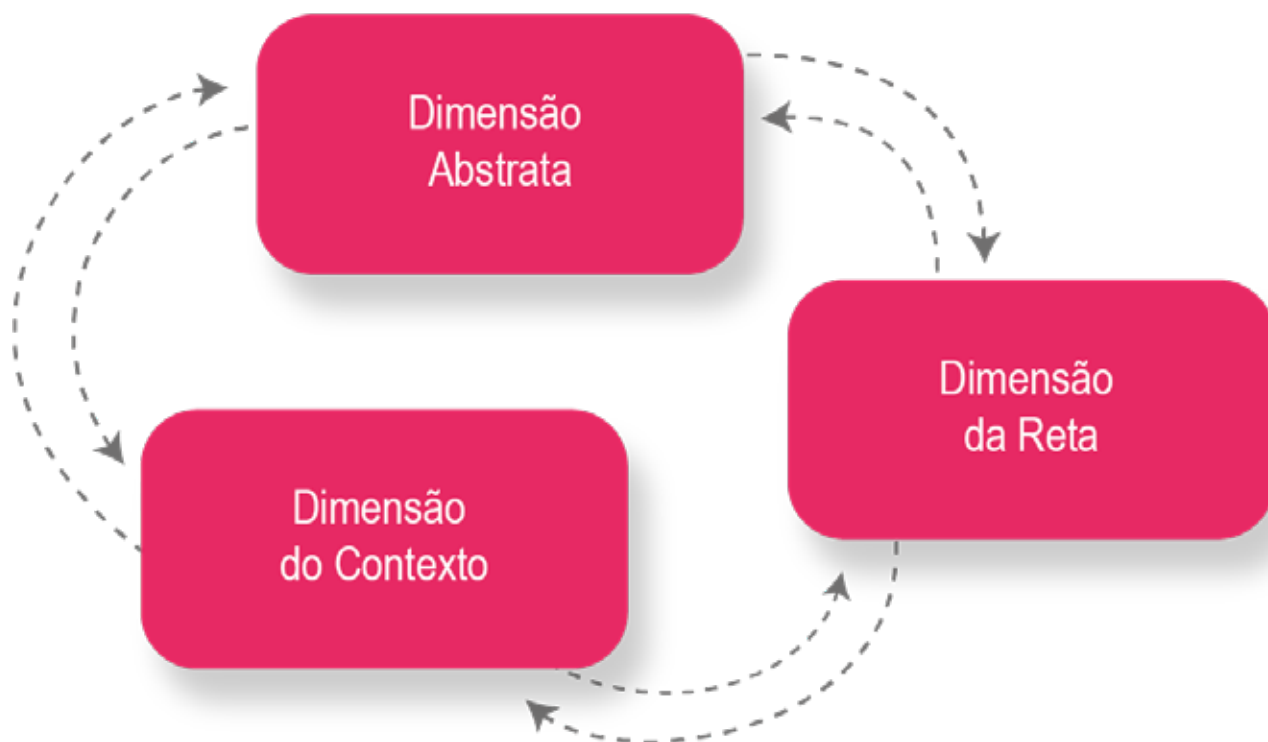 Dimensão
Abstrata
Dimensão
da Reta
Dimensão
do Contexto